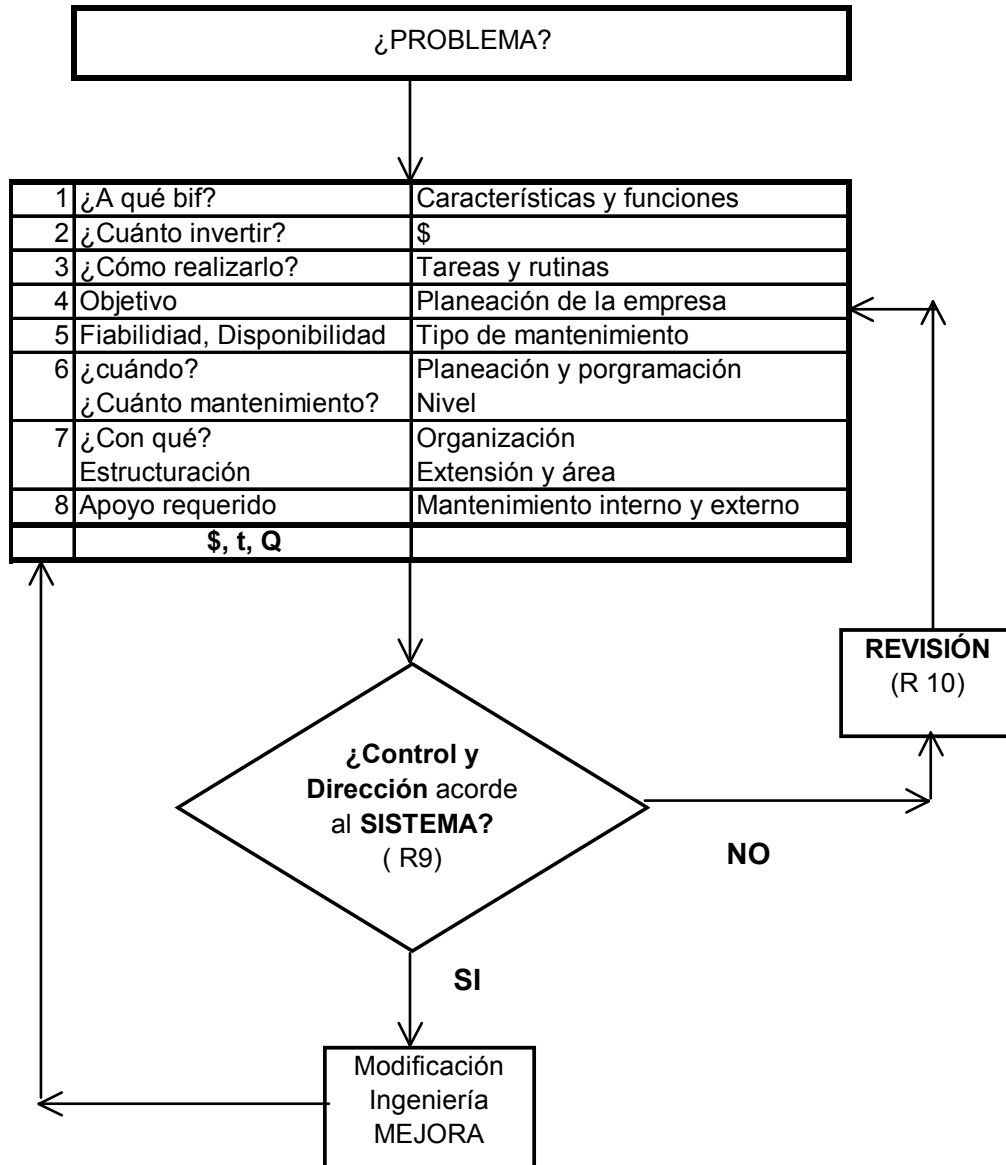 ¿PROBLEMA?
1 ¿A qué bif? Características y funciones
2 ¿Cuánto invertir? $
3 ¿Cómo realizarlo? Tareas y rutinas
4 Objetivo Planeación de la empresa
5 Fiabilidiad, Disponibilidad Tipo de mantenimiento
6 ¿cuándo? Planeación y porgramación
¿Cuánto mantenimiento? Nivel
7 ¿Con qué? Organización
Estructuración Extensión y área
8 Apoyo requerido Mantenimiento interno y externo
$, t, Q
REVISIÓN
(R 10)
¿Control y
Dirección acorde
al SISTEMA?
( R9)
NO
SI
Modificación
Ingeniería
MEJORA